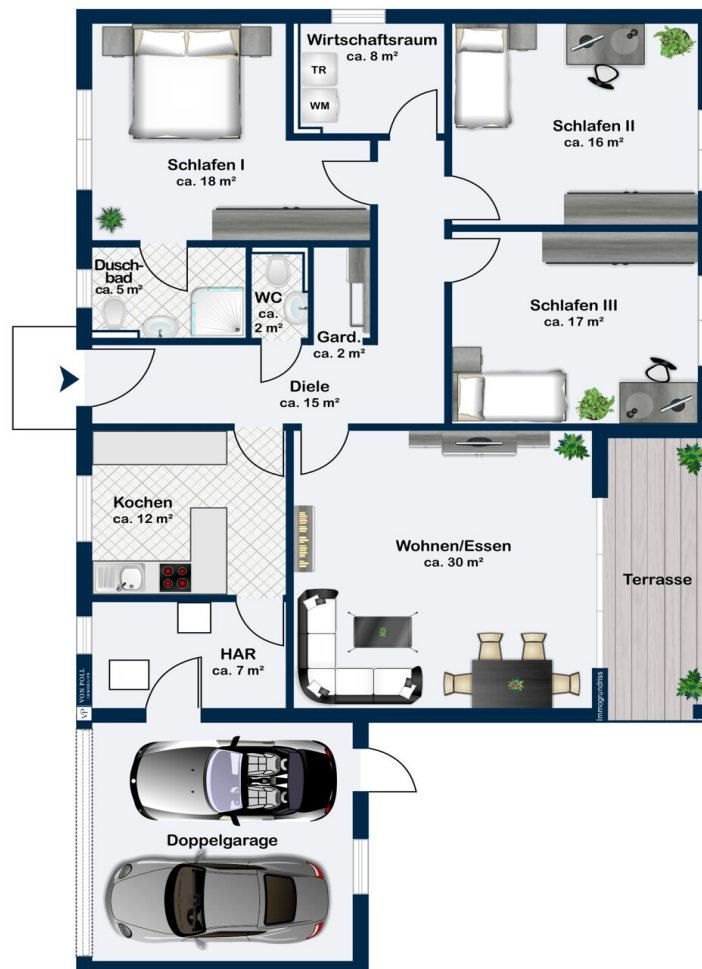 Wirtschaftsraum
ca. 8 m²
TR
WM
Schlafen I
ca. 18 m²
Schlafen II
ca. 16 m²
Dusch-
bad
ca. 5 m²
WC
ca.
2 m²
Gard.
ca. 2 m²
Schlafen III
ca. 17 m²
Diele
ca. 15 m²
Kochen
ca. 12 m²
Wohnen/Essen
ca. 30 m²
Terrasse
HAR
ca. 7 m²
VON POLL
IMMOBILIEN
VP
Immogrundriss
Doppelgarage